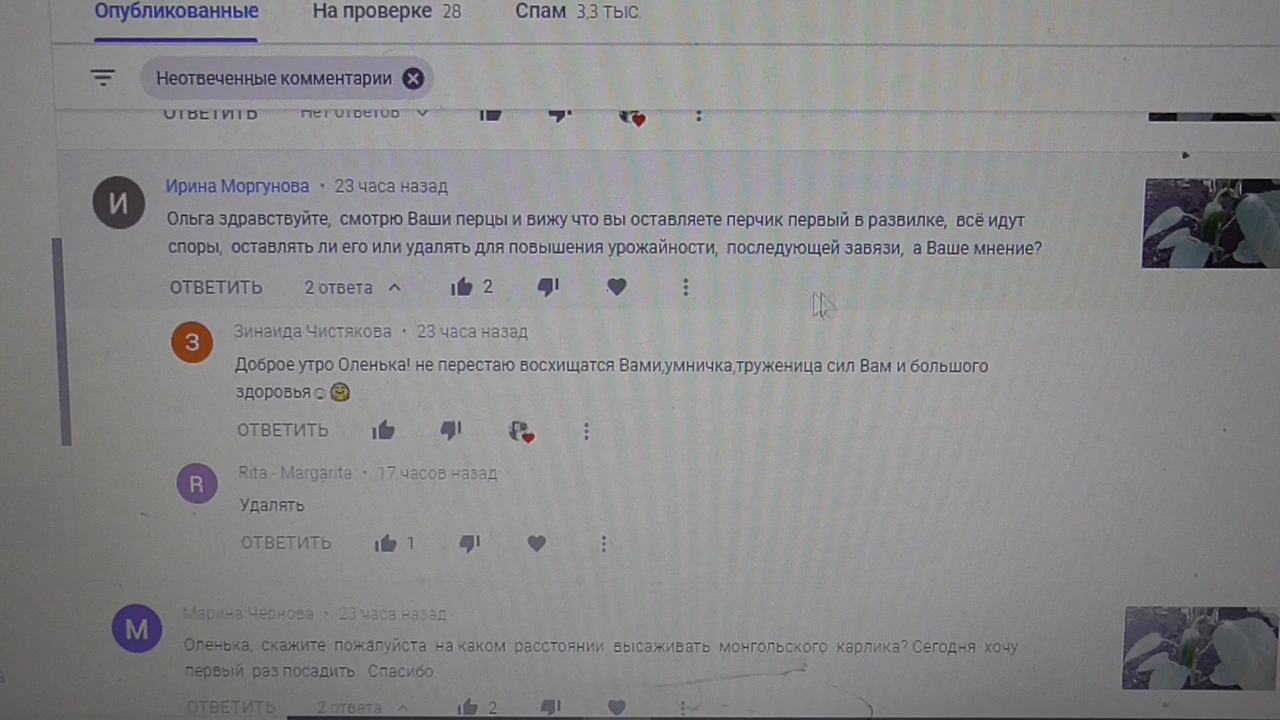 Опубликованные На проверке 28 Спам 3,3 тыс.
Неотвеченные комментарии
ОТВЕТИТЬ Нет ответов
И Ирина Моргунова • 23 часа назад
Ольга здравствуйте, смотрю Ваши перцы и вижу что вы оставляете перчик первый в развилке, всё идут
споры, оставлять ли его или удалять для повышения урожайности, последующей завязи, а Ваше мнение?
ОТВЕТИТЬ 2 ответа 2
З Зинаида Чистякова • 23 часа назад
Доброе утро Оленька! не перестаю восхищатся Вами,умничка,труженица сил Вам и большого
здоровья☺🤗
ОТВЕТИТЬ
R Rita - Margarita • 17 часов назад
Удалять
ОТВЕТИТЬ 1
М Марина Чернова • 23 часа назад
Оленька, скажите пожалуйста на каком расстоянии высаживать монгольского карлика? Сегодня хочу
первый раз посадить Спасибо
ОТВЕТИТЬ 2 ответа 2